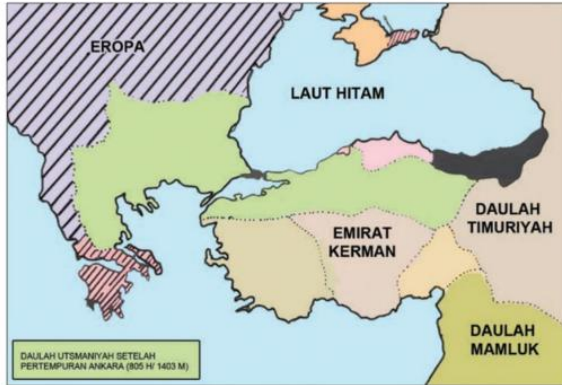 EROPA
LAUT HITAM
EMIRAT
KERMAN
DAULAH
TIMURIYAH
DAULAH
MAMLUK
DAULAH UTSMANIYAH SETELAH
PERTEMPURAN ANKARA (805 H/ 1403 M)